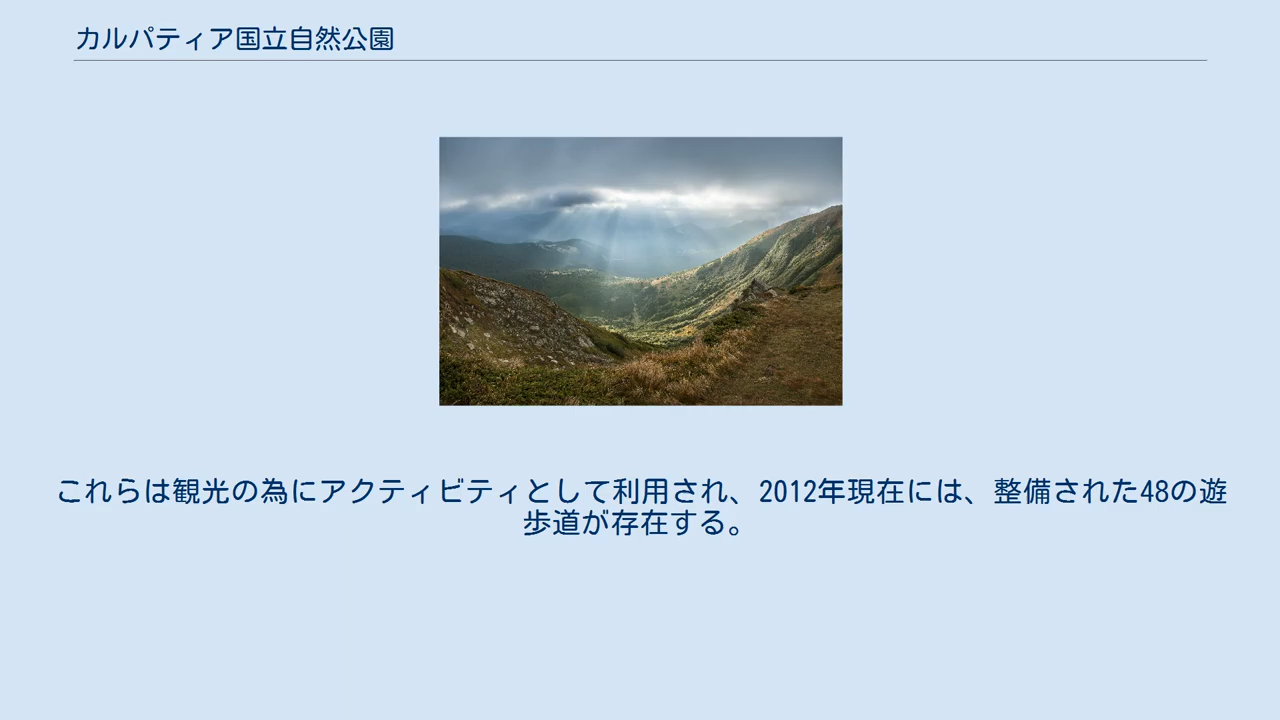 カルパティア国立自然公園
これらは観光の為にアクティビティとして利用され、2012年現在には、整備された48の遊
歩道が存在する。